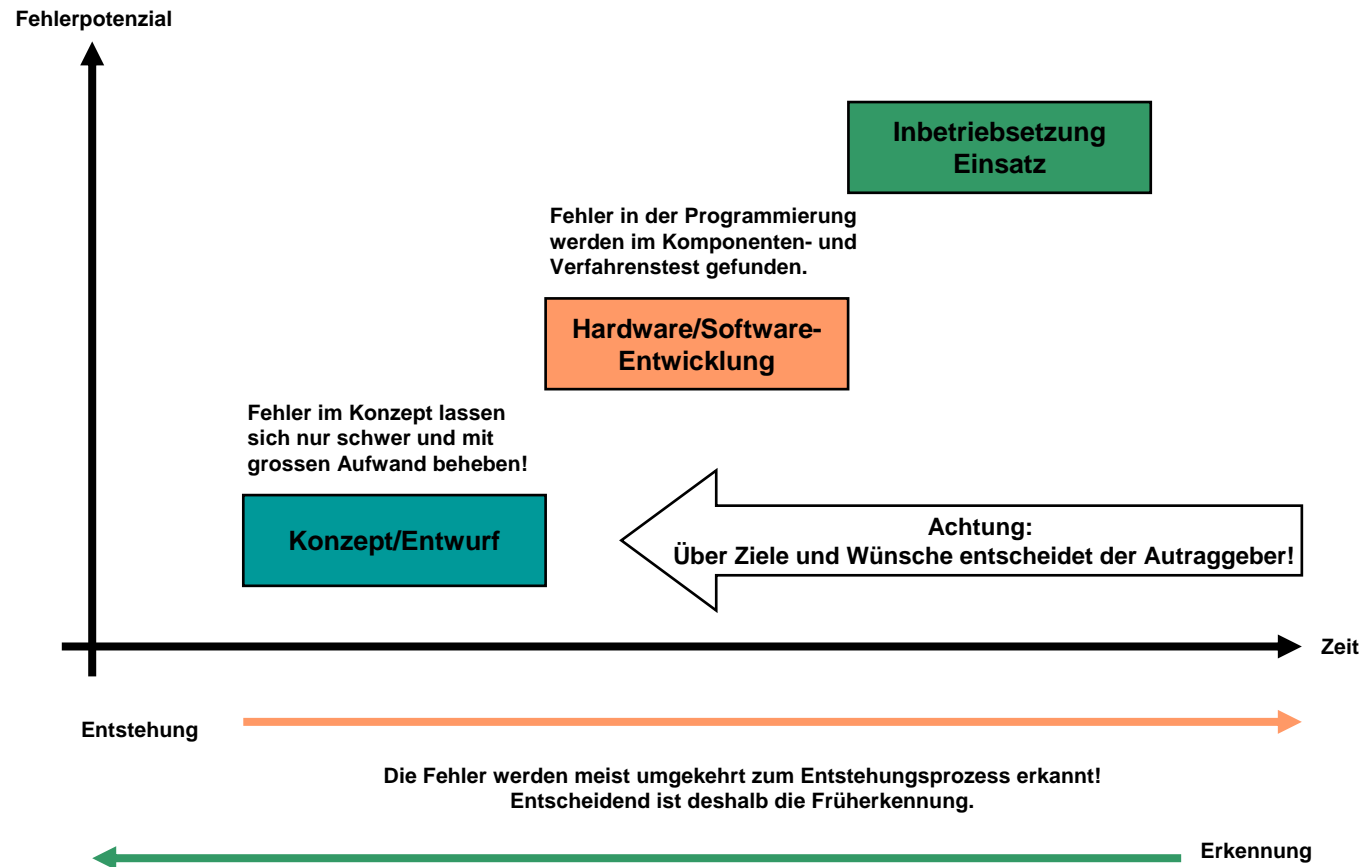 Fehlerpotenzial
Inbetriebsetzung
Einsatz
Fehler in der Programmierung
werden im Komponenten- und
Verfahrenstest gefunden.
Hardware/Software-
Entwicklung
Fehler im Konzept lassen
sich nur schwer und mit
grossen Aufwand beheben!
Konzept/Entwurf
Achtung:
Über Ziele und Wünsche entscheidet der Autraggeber!
Zeit
Entstehung
Die Fehler werden meist umgekehrt zum Entstehungsprozess erkannt!
Entscheidend ist deshalb die Früherkennung.
Erkennung